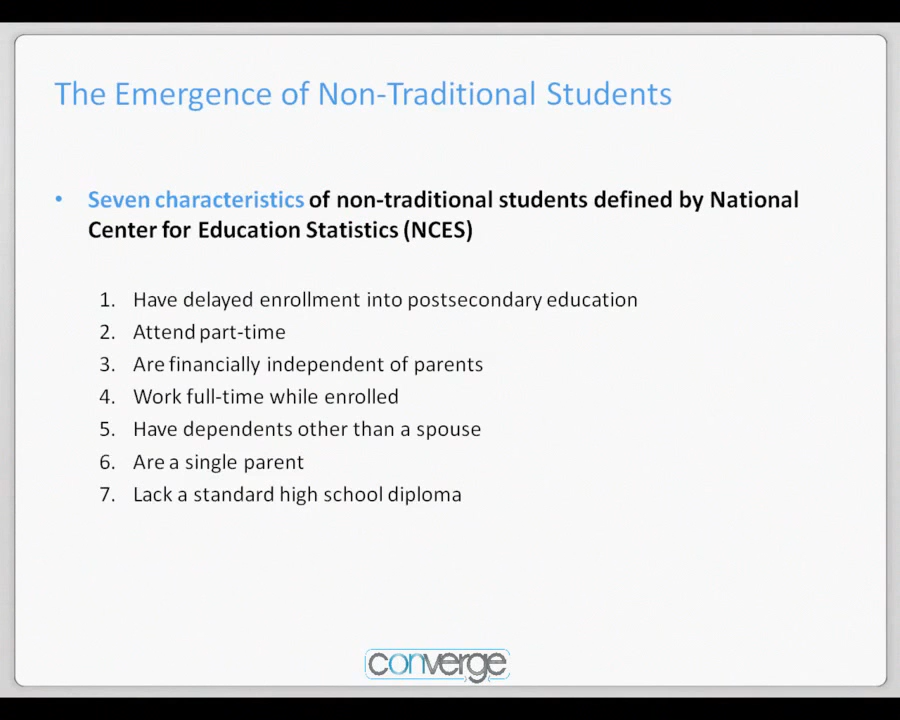 The Emergence of Non-Traditional Students
• Seven characteristics of non-traditional students defined by National
Center for Education Statistics (NCES)
1. Have delayed enrollment into postsecondary education
2. Attend part-time
3. Are financially independent of parents
4. Work full-time while enrolled
5. Have dependents other than a spouse
6. Are a single parent
7. Lack a standard high school diploma
converge